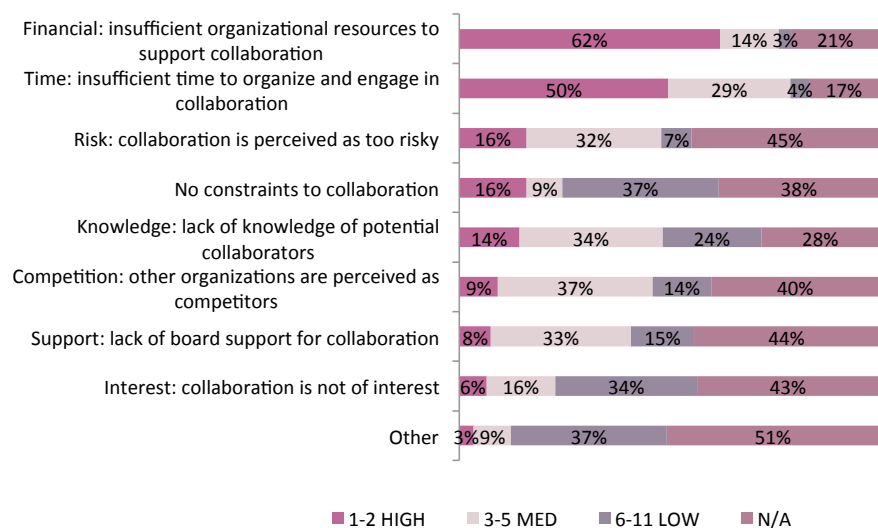 Financial: insufficient organizational resources to
support collaboration
62% 14% 3% 21%
Time: insufficient time to organize and engage in
collaboration
50% 29% 4% 17%
Risk: collaboration is perceived as too risky
16% 32% 7% 45%
No constraints to collaboration
16% 9% 37% 38%
Knowledge: lack of knowledge of potential
collaborators
14% 34% 24% 28%
Competition: other organizations are perceived as
competitors
9% 37% 14% 40%
Support: lack of board support for collaboration
8% 33% 15% 44%
Interest: collaboration is not of interest
6% 16% 34% 43%
Other
3% 9% 37% 51%
1-2 HIGH 3-5 MED 6-11 LOW N/A